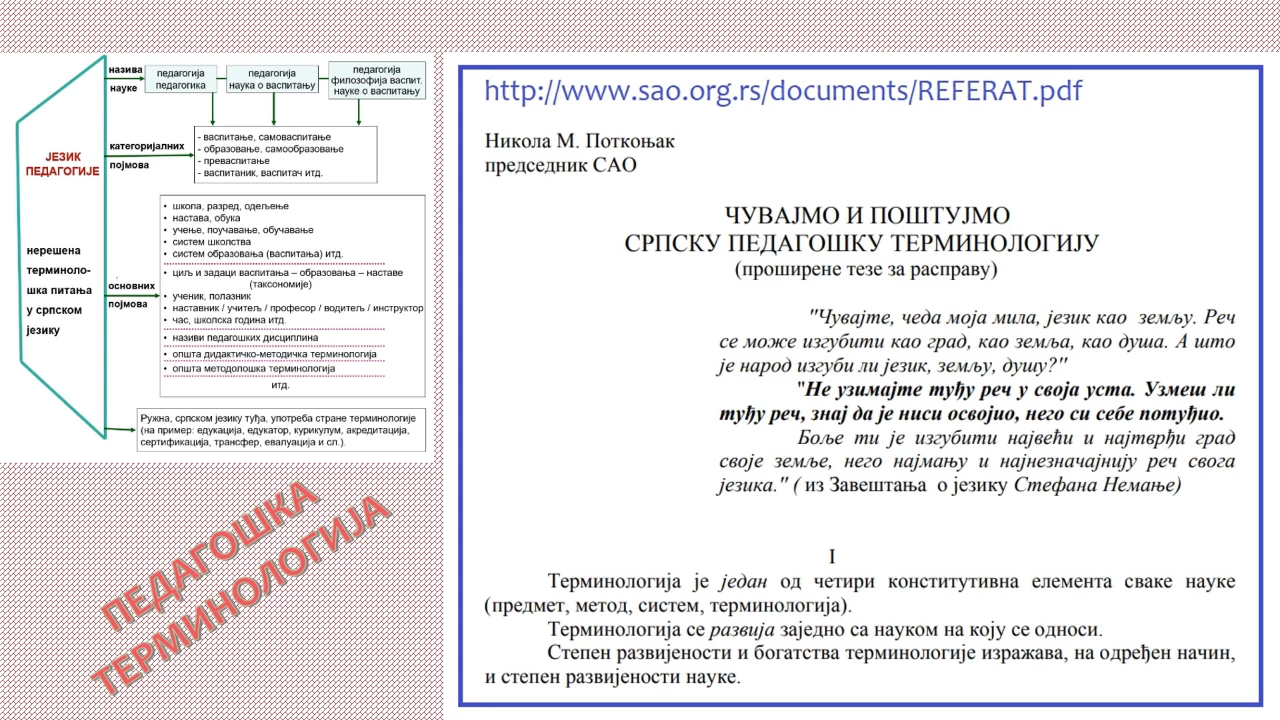 назива
науке
педагогија
педагогика
педагогија
наука о васпитању
педагогија
филозофија васпит.
науке о васпитању
ЈЕЗИК
ПЕДАГОГИЈЕ
категоријалних
појмова
- васпитање, самоваспитање
- образовање, самообразовање
- преваспитање
- васпитаник, васпитач итд.
нерешена
терминоло-
шка питања
у српском
језику
основних
појмова
• школа, разред, одељење
• настава, обука
• учење, поучавање, обучавање
• систем школства
• систем образовања (васпитања) итд.
• циљ и задаци васпитања – образовања – наставе
(таксономије)
• ученик, полазник
• наставник / учитељ / професор / водитељ / инструктор
• час, школска година итд.
• називи педагошких дисциплина
• општа дидактичко-методичка терминологија
• општа методолошка терминологија
итд.
Ружна, српском језику туђа, употреба стране терминологије
(на пример: едукација, едукатор, курикулум, акредитација,
сертификација, трансфер, евалуација и сл.).
ПЕДАГОШКА
ТЕРМИНОЛОГИЈА
http://www.sao.org.rs/documents/REFERAT.pdf
Никола М. Поткоњак
председник САО
ЧУВАЈМО И ПОШТУЈМО
СРПСКУ ПЕДАГОШКУ ТЕРМИНОЛОГИЈУ
(проширене тезе за расправу)
"Чувајте, чеда моја мила, језик као земљу. Реч
се може изгубити као град, као земља, као душа. А што
је народ изгуби ли језик, земљу, душу?"
"Не узимајте туђу реч у своја уста. Узмеш ли
туђу реч, знај да је ниси освојио, него си себе потуђио.
Боље ти је изгубити највећи и најтврђи град
своје земље, него најмању и најнезначајнију реч свога
језика." ( из Завештања о језику Стефана Немање)
I
Терминологија је један од четири конститутивна елемента сваке науке
(предмет, метод, систем, терминологија).
Терминологија се развија заједно са науком на коју се односи.
Степен развијености и богатства терминологије изражава, на одређен начин,
и степен развијености науке.